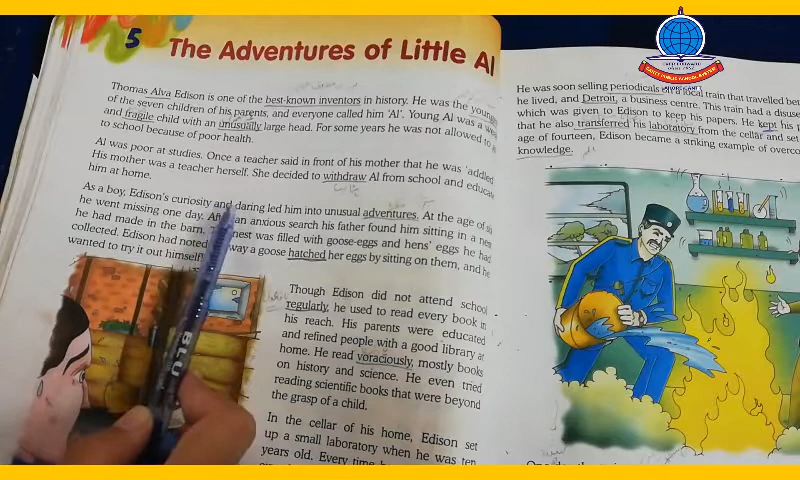 5
The Adventures of Little Al
Thomas Alva Edison is one of the best-known inventors in history. He was the
of the seven children of his parents, and everyone called him 'Al'. Young Al was a
and fragile child with an unusually large head. For some years he was not allowed to
to school because of poor health.
Al was poor at studies. Once a teacher said in front of his mother that he was 'addled
His mother was a teacher herself. She decided to withdraw Al from school and educate
him at home.
As a boy, Edison's curiosity and daring led him into unusual adventures. At the age of six
he went missing one day. an anxious search his father found him sitting in a nest
he had made in the barn. nest was filled with goose-eggs and hens' eggs he had
collected. Edison had noted way a goose hatched her eggs by sitting on them, and he
wanted to try it out himself
Though Edison did not attend school
regularly, he used to read every book in
his reach. His parents were educated
and refined people with a good library at
home. He read voraciously, mostly books
on history and science. He even tried
reading scientific books that were beyond
the grasp of a child.
In the cellar of his home, Edison set
up a small laboratory when he was ten
years old. Every time
He was soon selling periodicals on a local train that travelled
he lived, and Detroit, a business centre. This train had a
which was given to Edison to keep his papers. He kept his
that he also transferred his laboratory from the cellar and set
age of fourteen, Edison became a striking example of
knowledge.